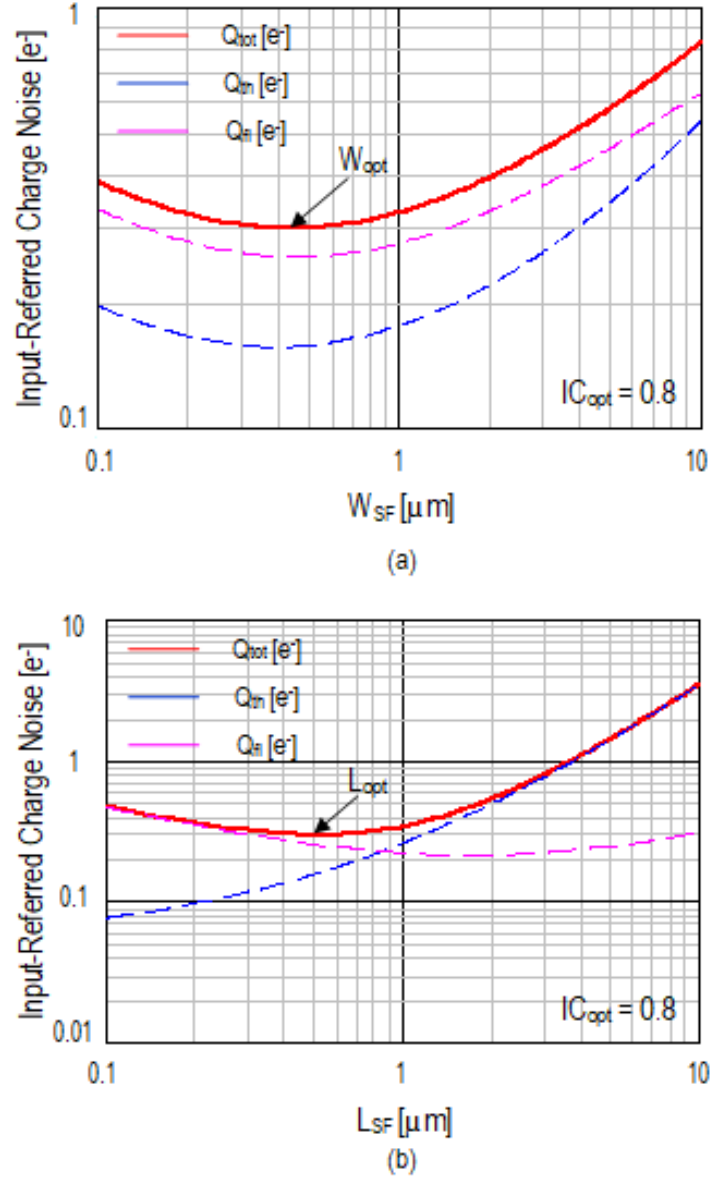 1
Qtot [e-]
Qth [e-]
Qfl [e-]
Wopt
Input-Referred Charge Noise [e-]
ICopt = 0.8
0.1
0.1 1 10
WSF [μm]
(a)
10
Qtot [e-]
Qth [e-]
Qfl [e-]
1
Lopt
Input-Referred Charge Noise [e-]
0.1
ICopt = 0.8
0.01
0.1 1 10
LSF [μm]
(b)